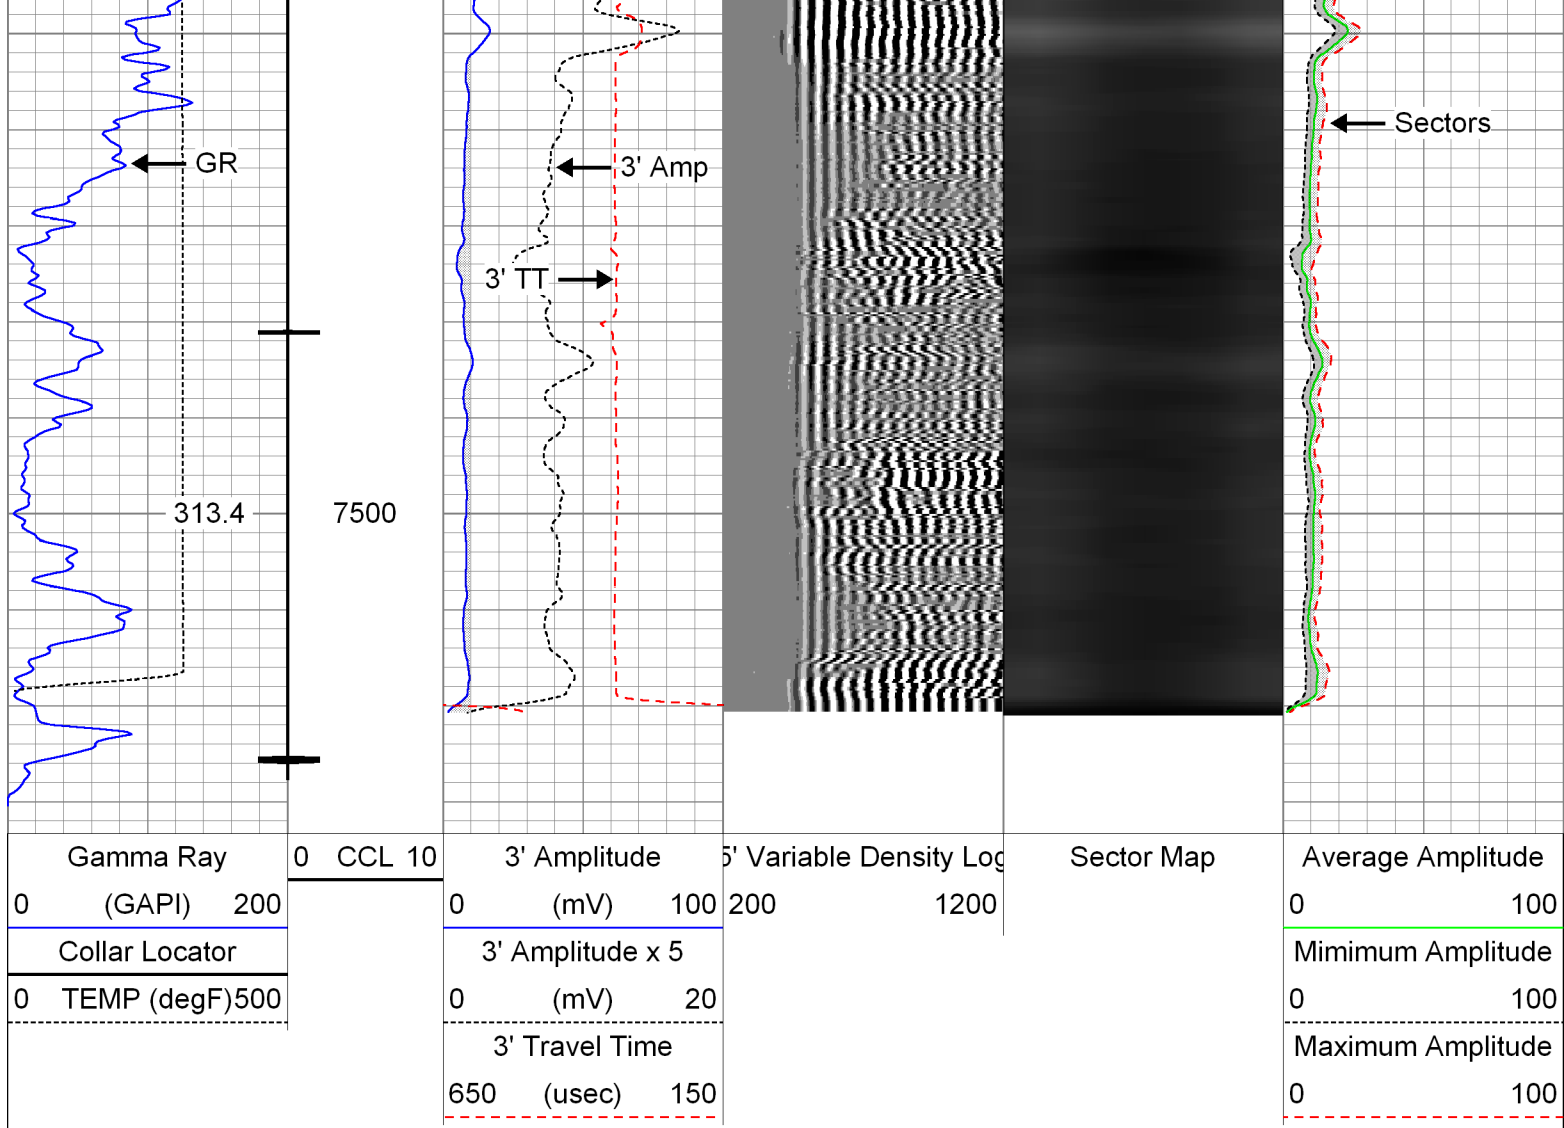 Sectors
GR
3' Amp
3' TT
313.4
7500
Gamma Ray
0 (GAPI) 200
Collar Locator
0 TEMP (degF)500
0 CCL 10
3' Amplitude
0 (mV) 100
3' Amplitude x 5
0 (mV) 20
3' Travel Time
650 (usec) 150
5' Variable Density Log
200 1200
Sector Map
Average Amplitude
0 100
Mimimum Amplitude
0 100
Maximum Amplitude
0 100